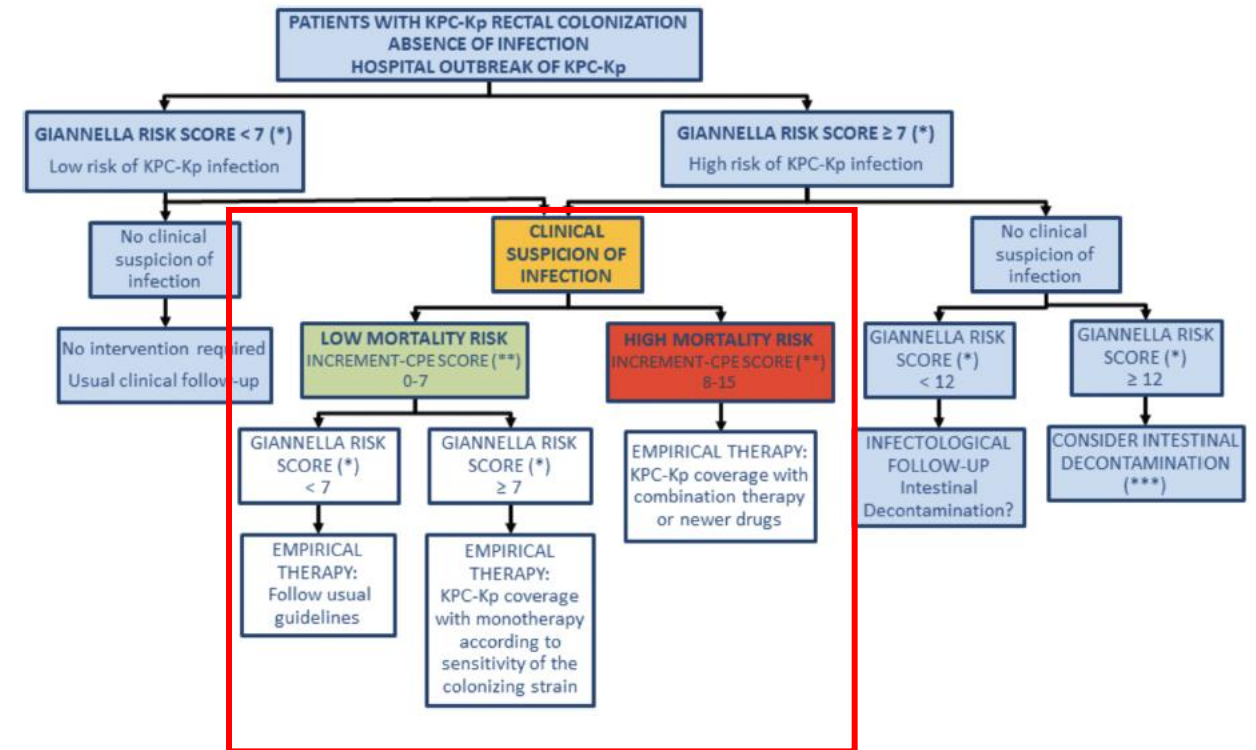 PATIENTS WITH KPC-Kp RECTAL COLONIZATION
ABSENCE OF INFECTION
HOSPITAL OUTBREAK OF KPC-Kp
GIANNELLA RISK SCORE < 7 (*)
Low risk of KPC-Kp infection
GIANNELLA RISK SCORE ≥ 7 (*)
High risk of KPC-Kp infection
No clinical
suspicion of
infection
CLINICAL
SUSPICION OF
INFECTION
No clinical
suspicion of
infection
No intervention required
Usual clinical follow-up
LOW MORTALITY RISK
INCREMENT-CPE SCORE (**)
0-7
HIGH MORTALITY RISK
INCREMENT-CPE SCORE (**)
8-15
GIANNELLA RISK
SCORE (*)
< 12
GIANNELLA RISK
SCORE (*)
≥ 12
GIANNELLA RISK
SCORE (*)
< 7
GIANNELLA RISK
SCORE (*)
≥ 7
EMPIRICAL THERAPY:
KPC-Kp coverage with
combination therapy
or newer drugs
INFECTOLOGICAL
FOLLOW-UP
Intestinal
Decontamination?
CONSIDER INTESTINAL
DECONTAMINATION
(***)
EMPIRICAL
THERAPY:
Follow usual
guidelines
EMPIRICAL
THERAPY:
KPC-Kp coverage
with monotherapy
according to
sensitivity of the
colonizing strain